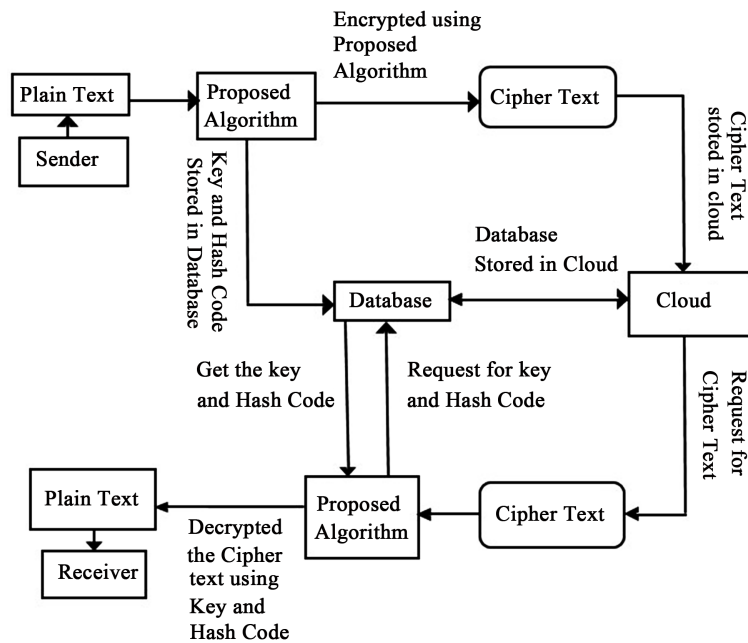 Encrypted using
Proposed
Algorithm
Plain Text
Proposed
Algorithm
Cipher Text
Sender
Key and Hash Code
Stored in Database
Cipher Text
stoted in cloud
Database
Stored in Cloud
Database
Cloud
Get the key
and Hash Code
Request for key
and Hash Code
Request for
Cipher Text
Plain Text
Proposed
Algorithm
Cipher Text
Receiver
Decrypted
the Cipher
text using
Key and
Hash Code